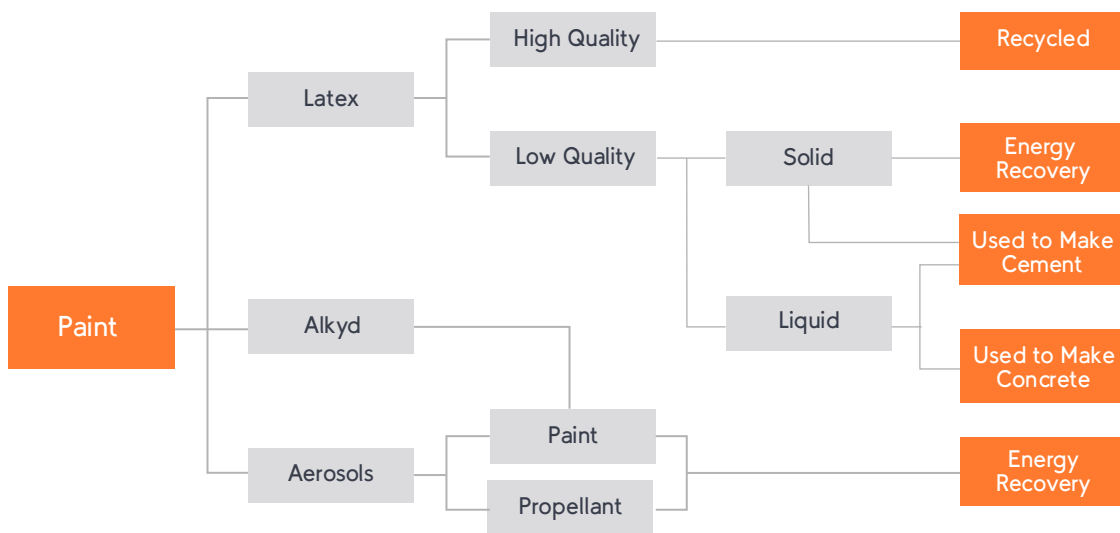 High Quality
Recycled
Latex
Low Quality
Solid
Energy
Recovery
Used to Make
Cement
Paint
Alkyd
Liquid
Used to Make
Concrete
Paint
Aerosols
Energy
Recovery
Propellant